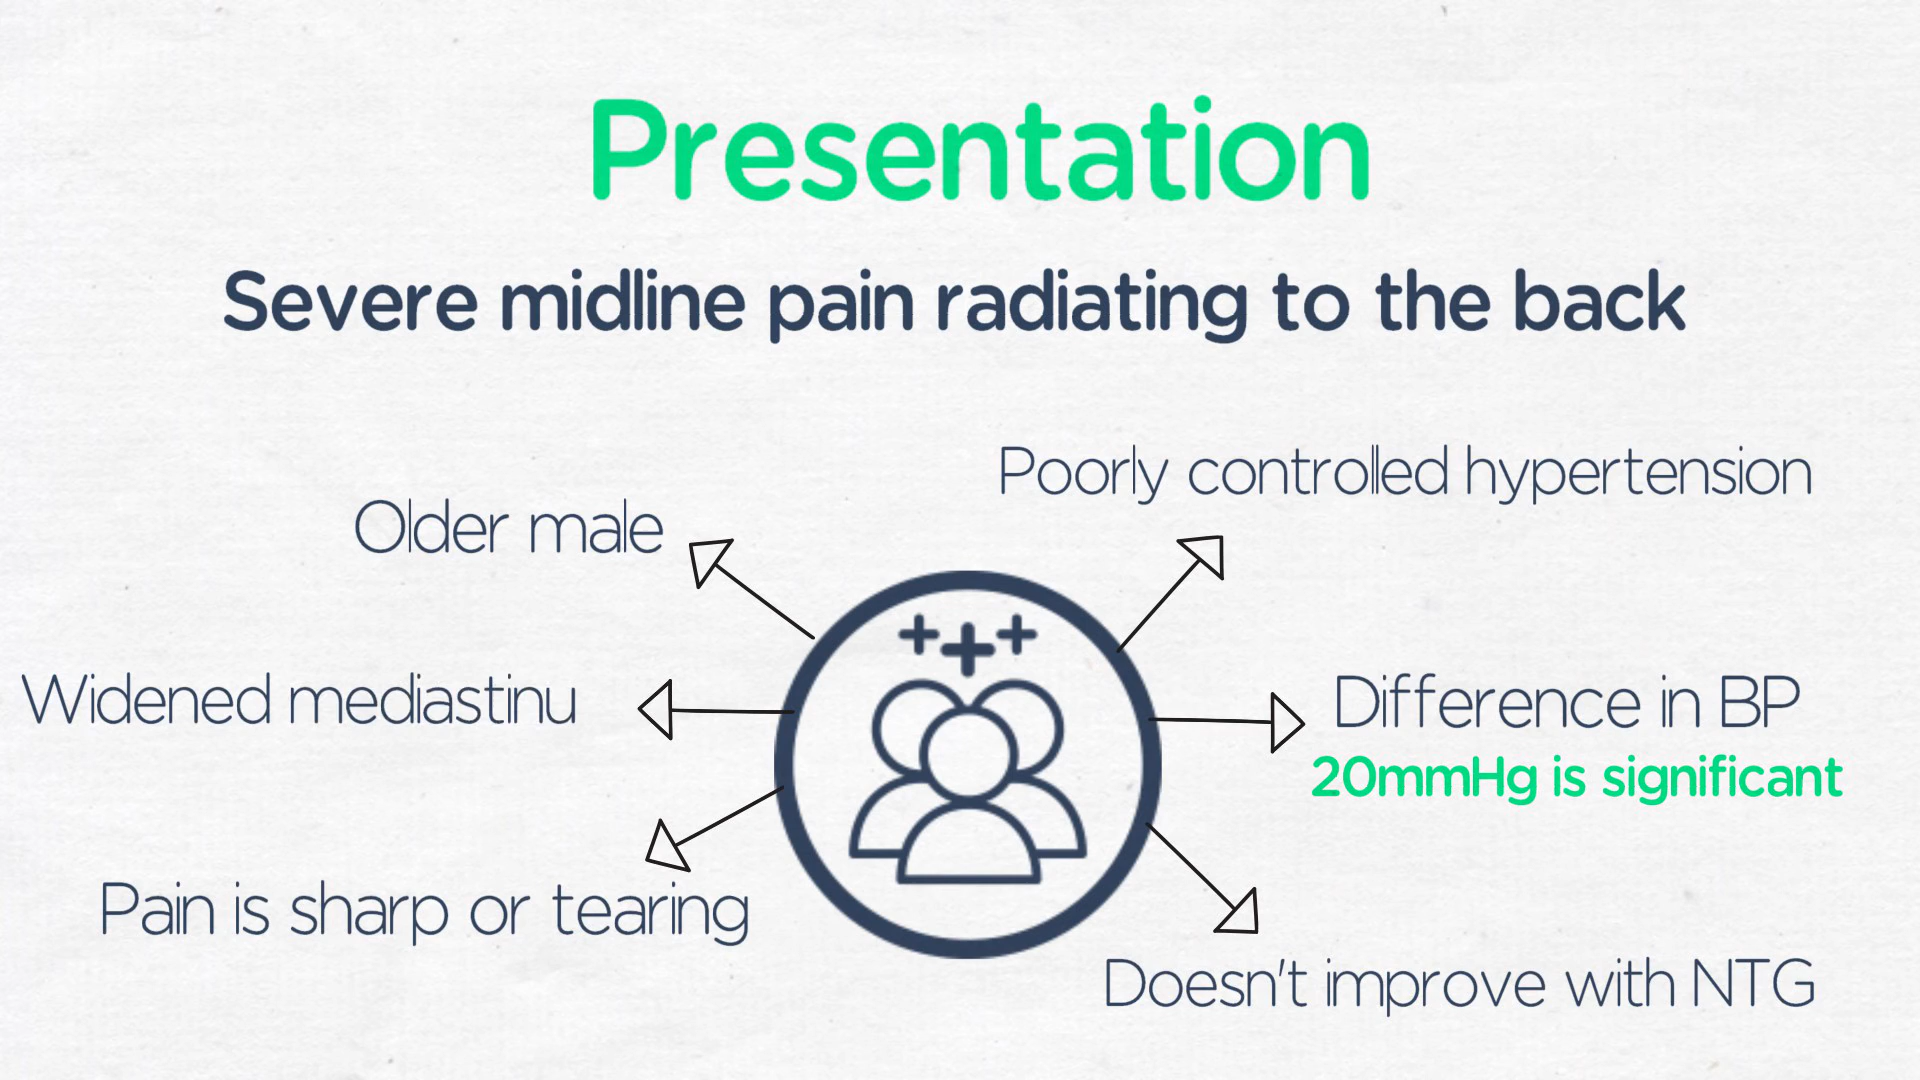 Presentation
Severe midline pain radiating to the back
Poorly controlled hypertension
Older male
Widened mediastinu
Difference in BP
20mmHg is significant
Pain is sharp or tearing
Doesn't improve with NTG